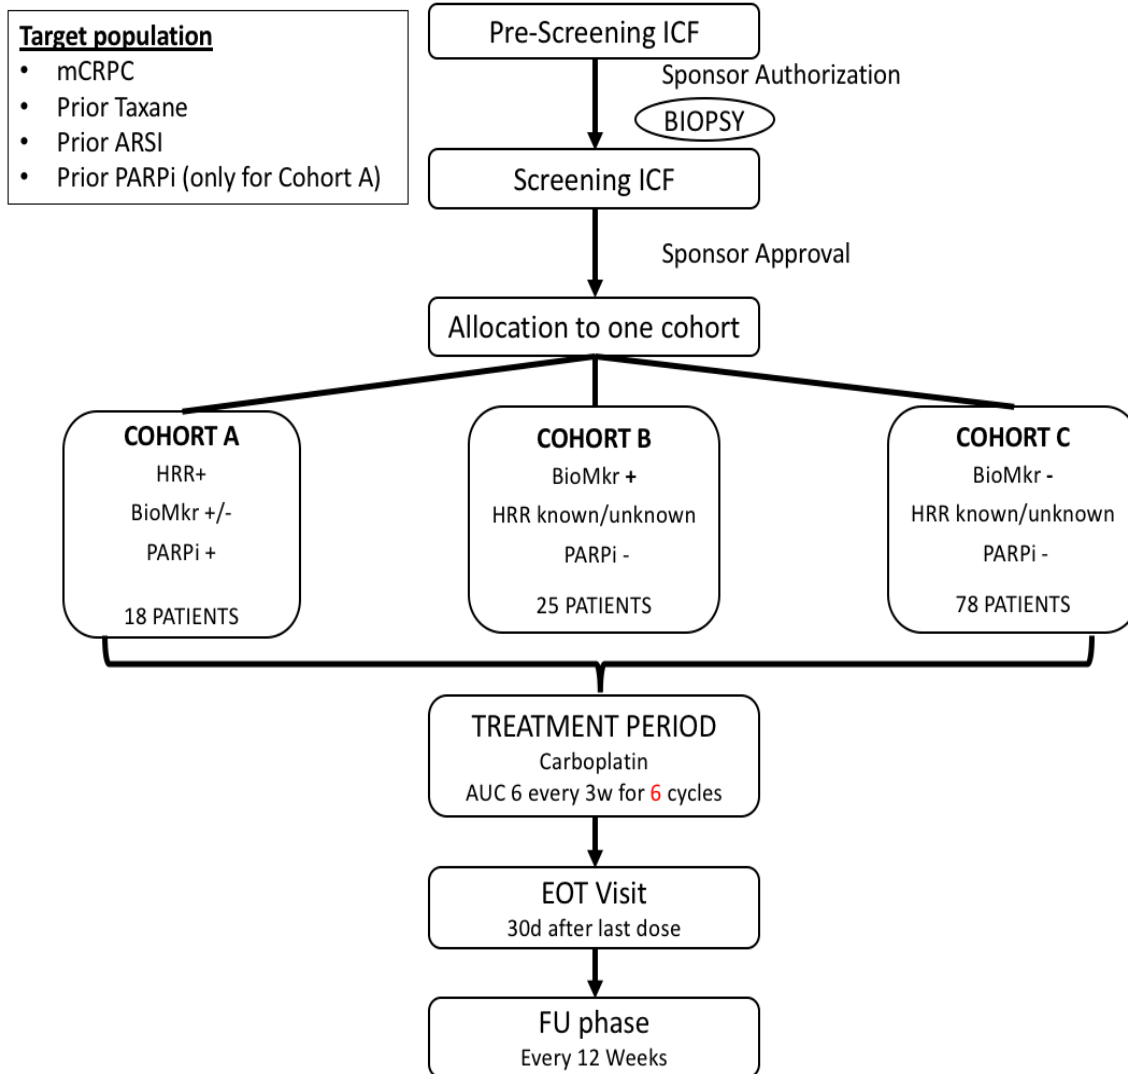 Target population
• mCRPC
• Prior Taxane
• Prior ARSI
• Prior PARPi (only for Cohort A)
Pre-Screening ICF
Sponsor Authorization
BIOPSY
Screening ICF
Sponsor Approval
Allocation to one cohort
COHORT A
HRR+
BioMkr +/-
PARPi +
18 PATIENTS
COHORT B
BioMkr +
HRR known/unknown
PARPi -
25 PATIENTS
COHORT C
BioMkr -
HRR known/unknown
PARPi -
78 PATIENTS
TREATMENT PERIOD
Carboplatin
AUC 6 every 3w for 6 cycles
EOT Visit
30d after last dose
FU phase
Every 12 Weeks